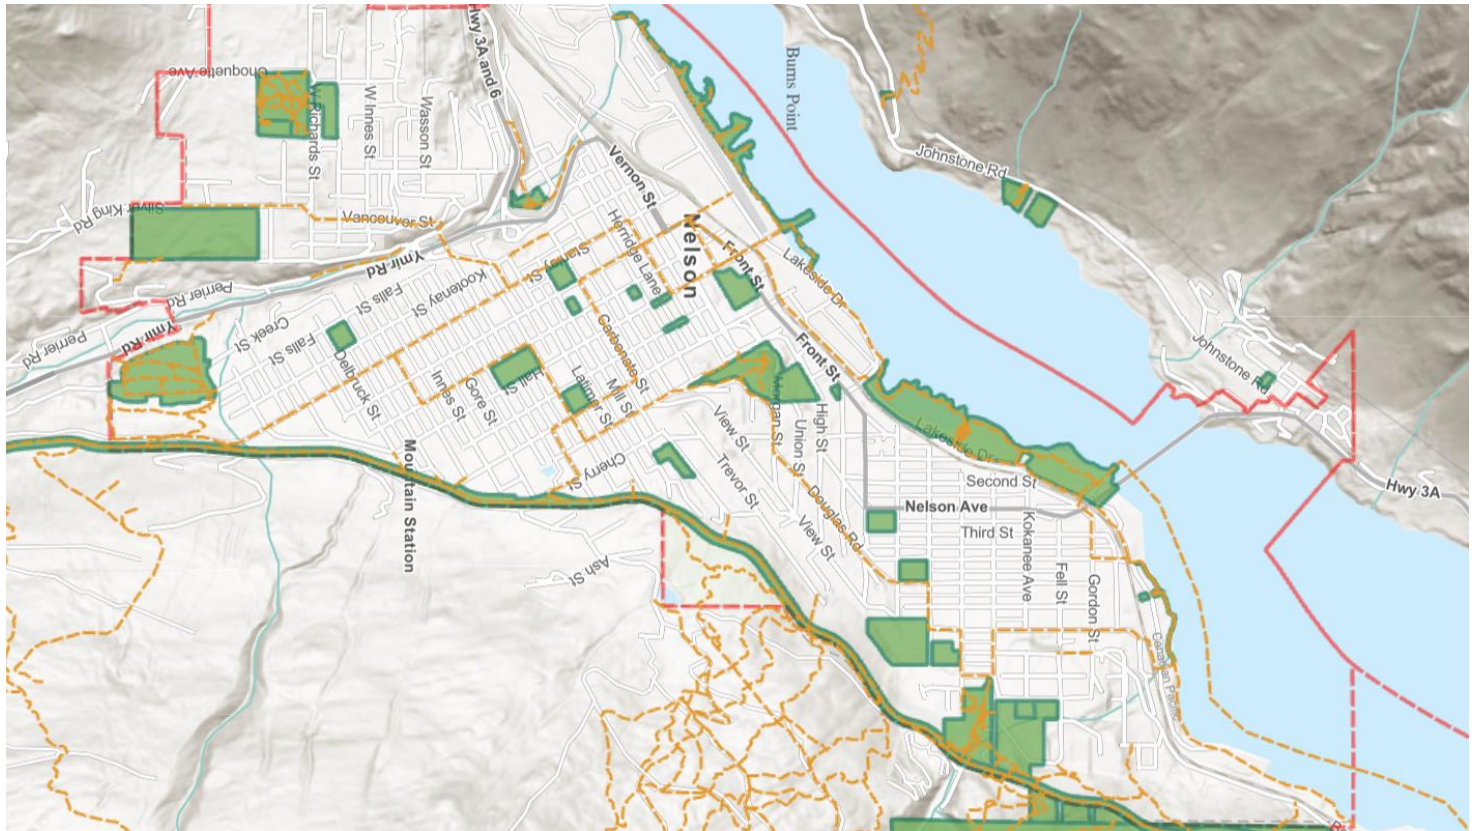 Hwy 3A and 6
Choquette Ave
W Richards St
W Innes St
Wasson St
Burns Point
Johnstone Rd
Vernon St
Silver King Rd
Vancouver St
Nelson
Herridge Lane
Stanley St
Front St
Lakeside Dr
Ymir Rd
Kootenay St
Falls St
Perrier Rd
Ymir Rd
Perrier Rd
Creek St
Falls St
Carbonate St
Front St
Johnstone Rd
Delbruck St
Innes St
Gore St
Hall St
Latimer St
Mill St
Morgan St
High St
Union St
View St
Trevor St
Lakeside Dr
Cherry St
Mountain Station
Second St
Nelson Ave
Third St
Hwy 3A
Douglas Rd
View St
Kokanee Ave
Fell St
Gordon St
Ash St
Canadian Pacific